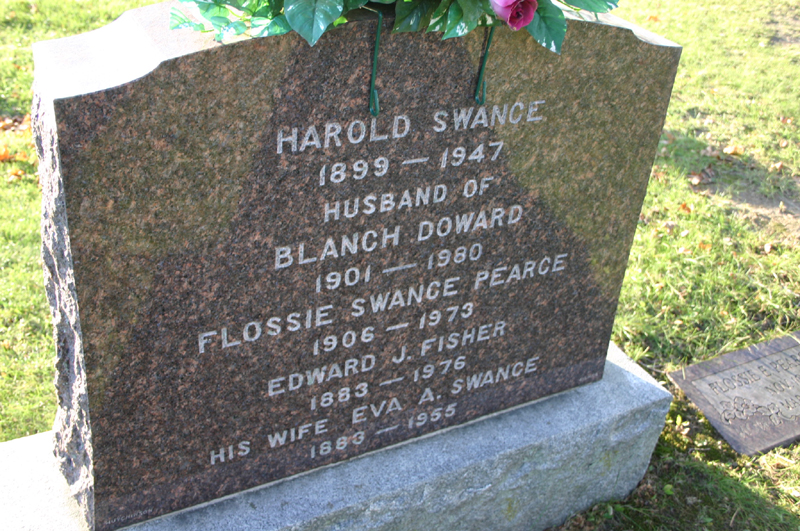 HAROLD SWANCE
1899 — 1947
HUSBAND OF
BLANCH DOWARD
1901 — 1980
FLOSSIE SWANCE PEARCE
1906 — 1973
EDWARD J. FISHER
1883 — 1976
HIS WIFE EVA A. SWANCE
1883 — 1955
FLOSSIE